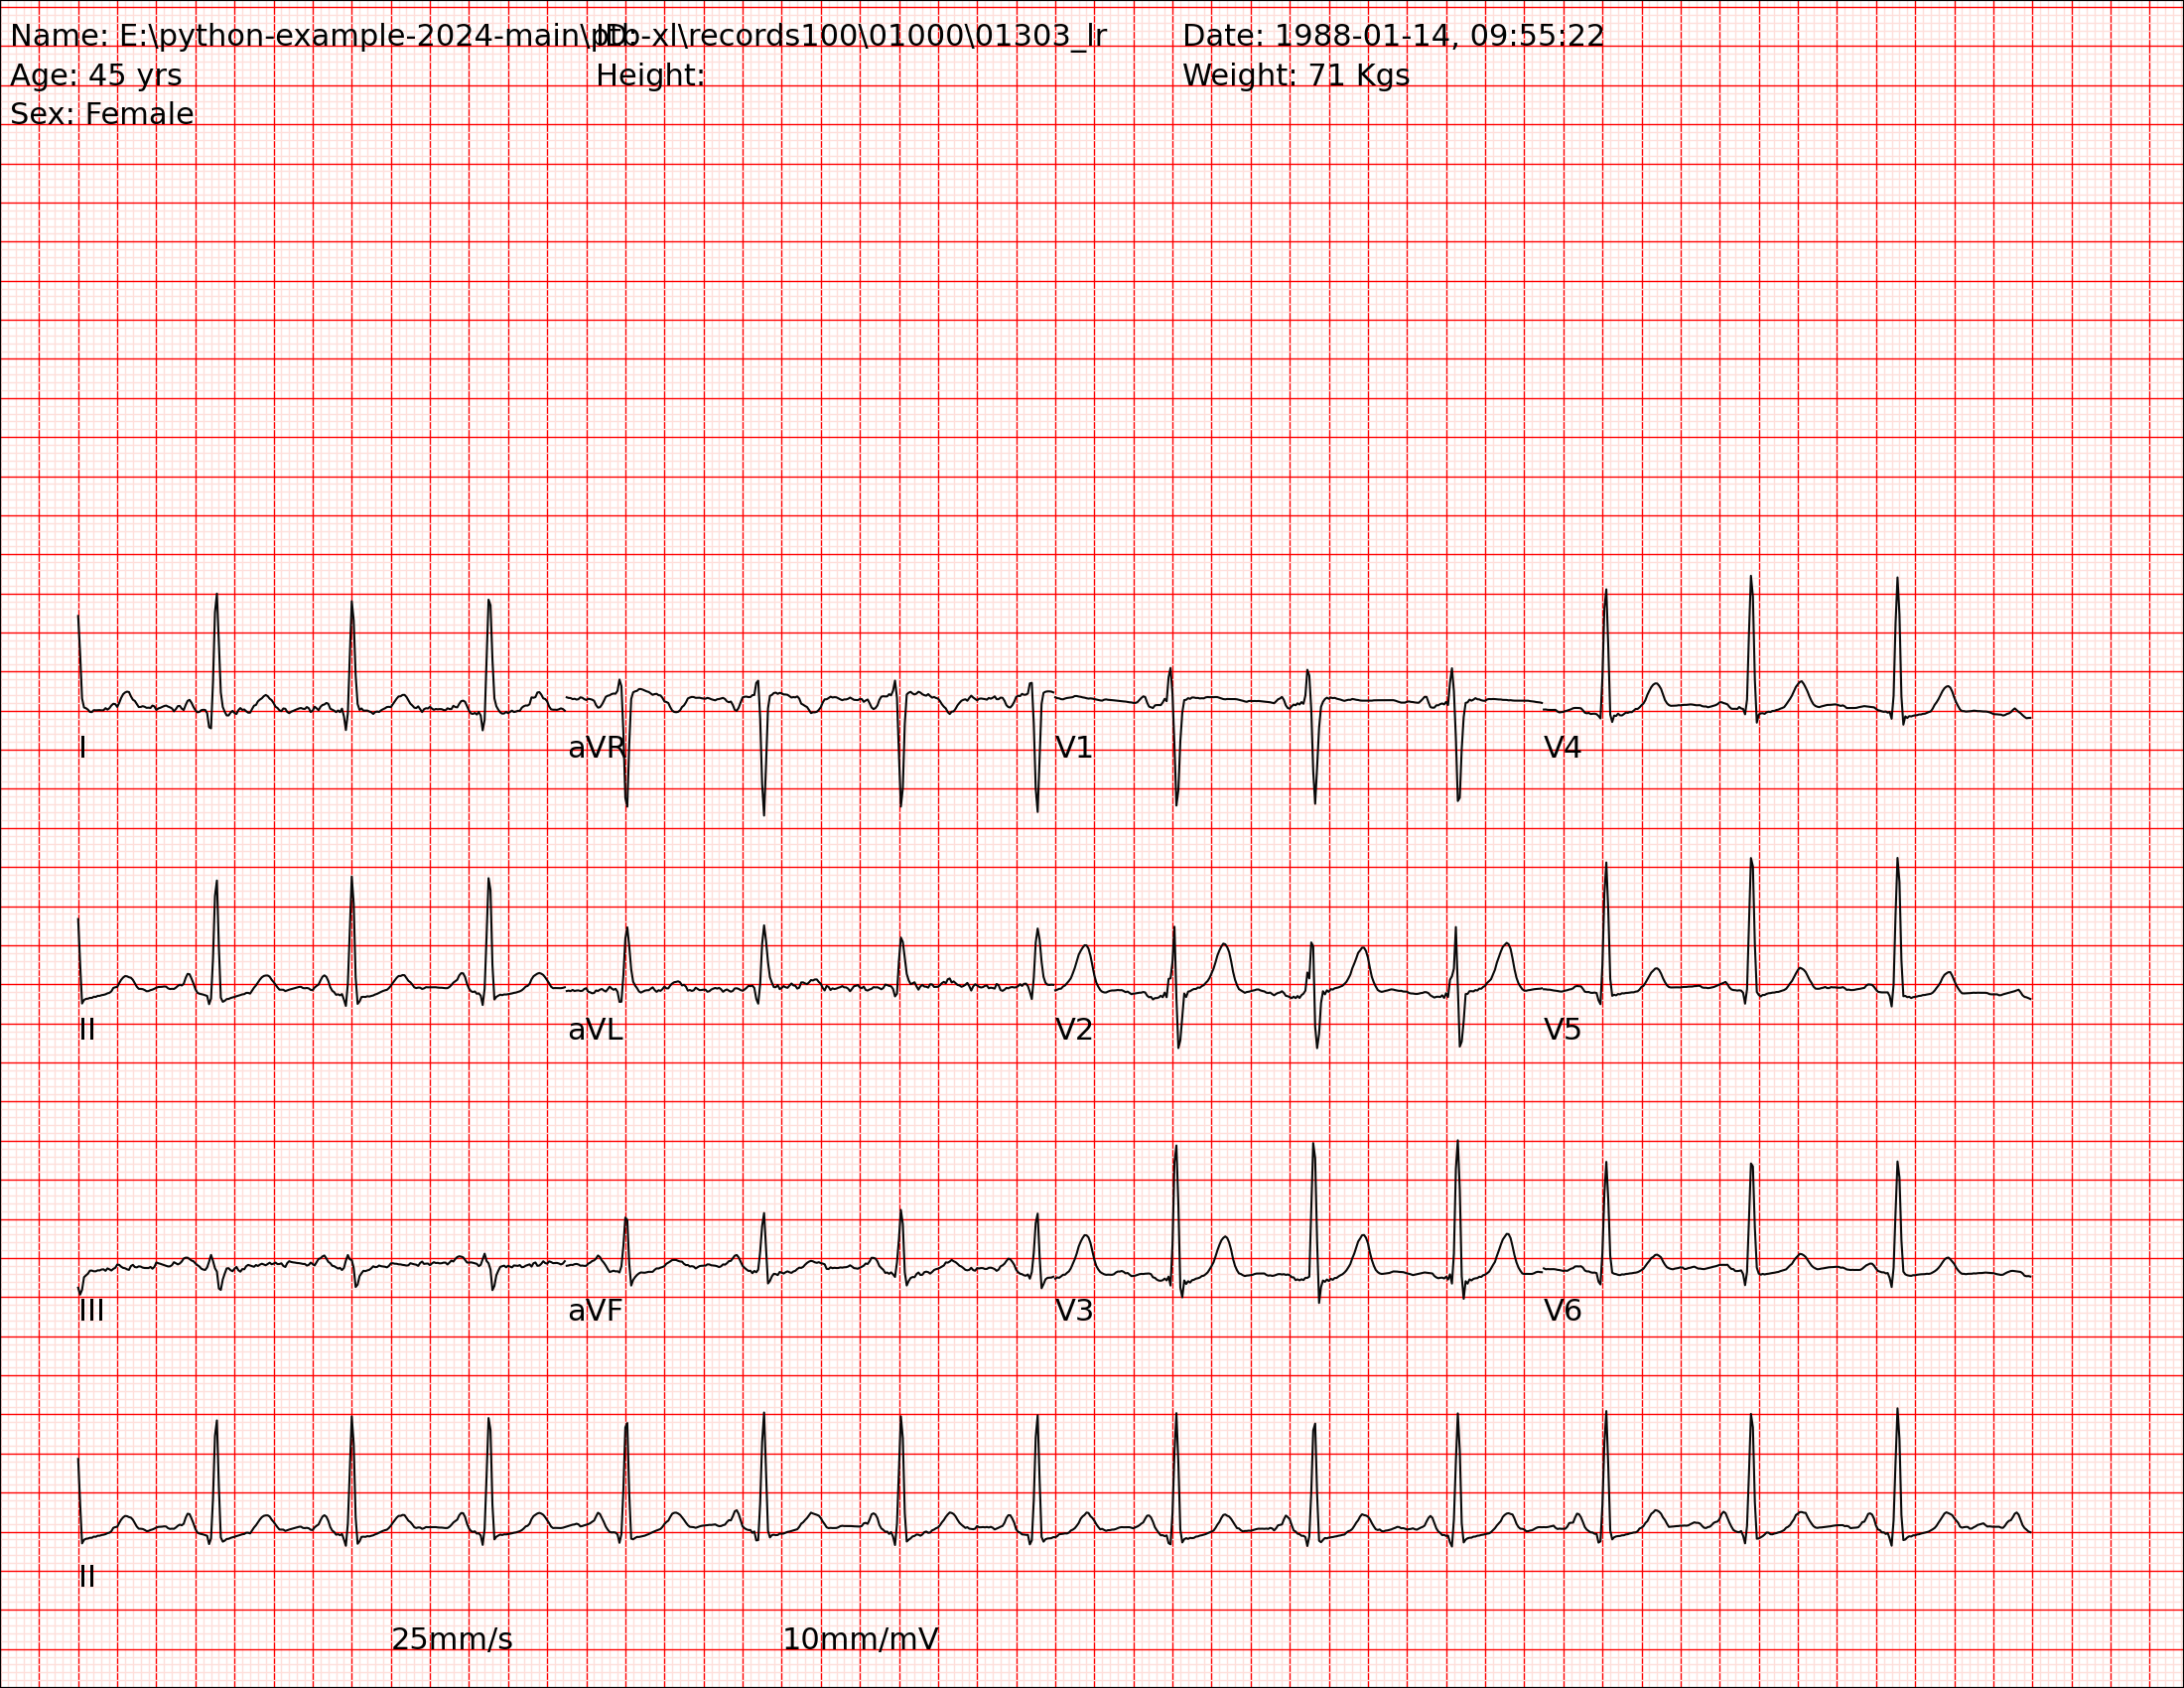 Name: E:\python-example-2024-main\ptb-xl\records100\01000\01303_lr ID: Date: 1988-01-14, 09:55:22
Age: 45 yrs Height: Weight: 71 Kgs
Sex: Female
I aVR V1 V4
II aVL V2 V5
III aVF V3 V6
II
25mm/s 10mm/mV